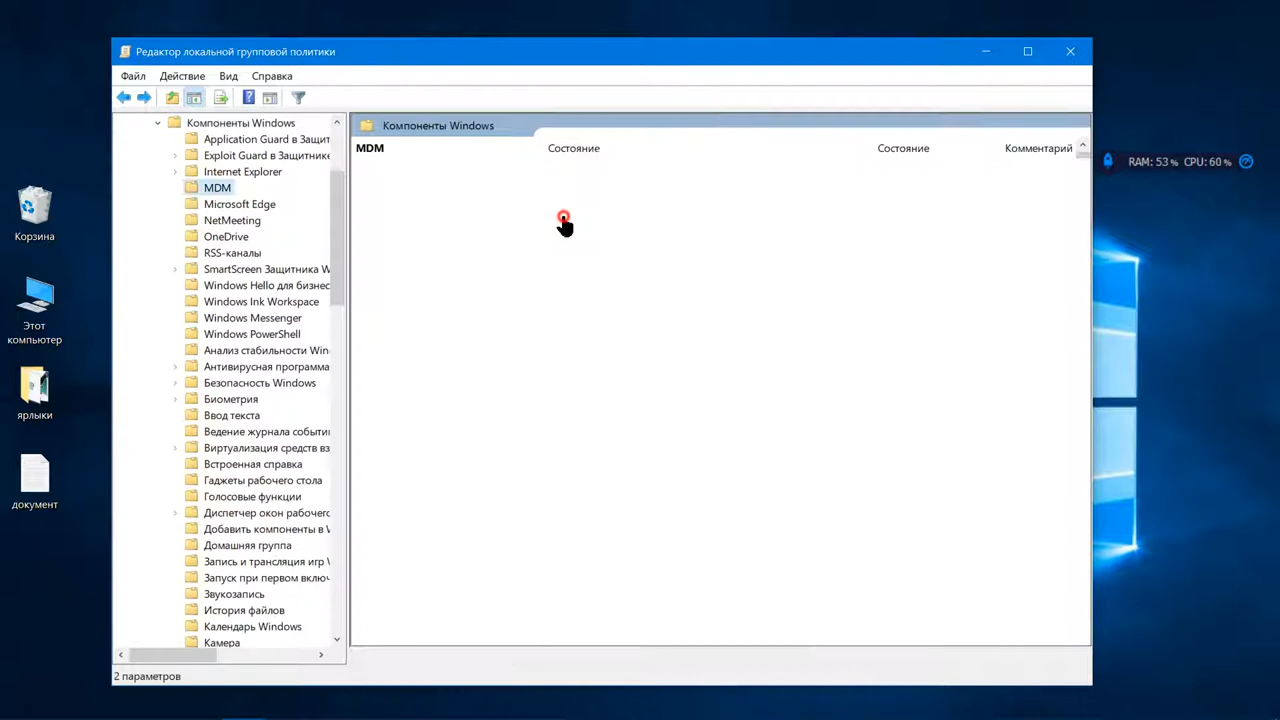 Редактор локальной групповой политики
Файл Действие Вид Справка
Компоненты Windows
Application Guard в Защит
Exploit Guard в Защитнике
Internet Explorer
MDM
Microsoft Edge
NetMeeting
OneDrive
RSS-каналы
SmartScreen Защитника W
Windows Hello для бизнес
Windows Ink Workspace
Windows Messenger
Windows PowerShell
Анализ стабильности Win
Антивирусная программа
Безопасность Windows
Биометрия
Ввод текста
Ведение журнала событи
Виртуализация средств вз
Встроенная справка
Гаджеты рабочего стола
Голосовые функции
Диспетчер окон рабочего
Добавить компоненты в W
Домашняя группа
Запись и трансляция игр W
Запуск при первом включ
Звукозапись
История файлов
Календарь Windows
Камера
Компоненты Windows
MDM Состояние Состояние Комментарий
2 параметров
Корзина
Этот
компьютер
ярлыки
документ
RAM: 53 % CPU: 60 %